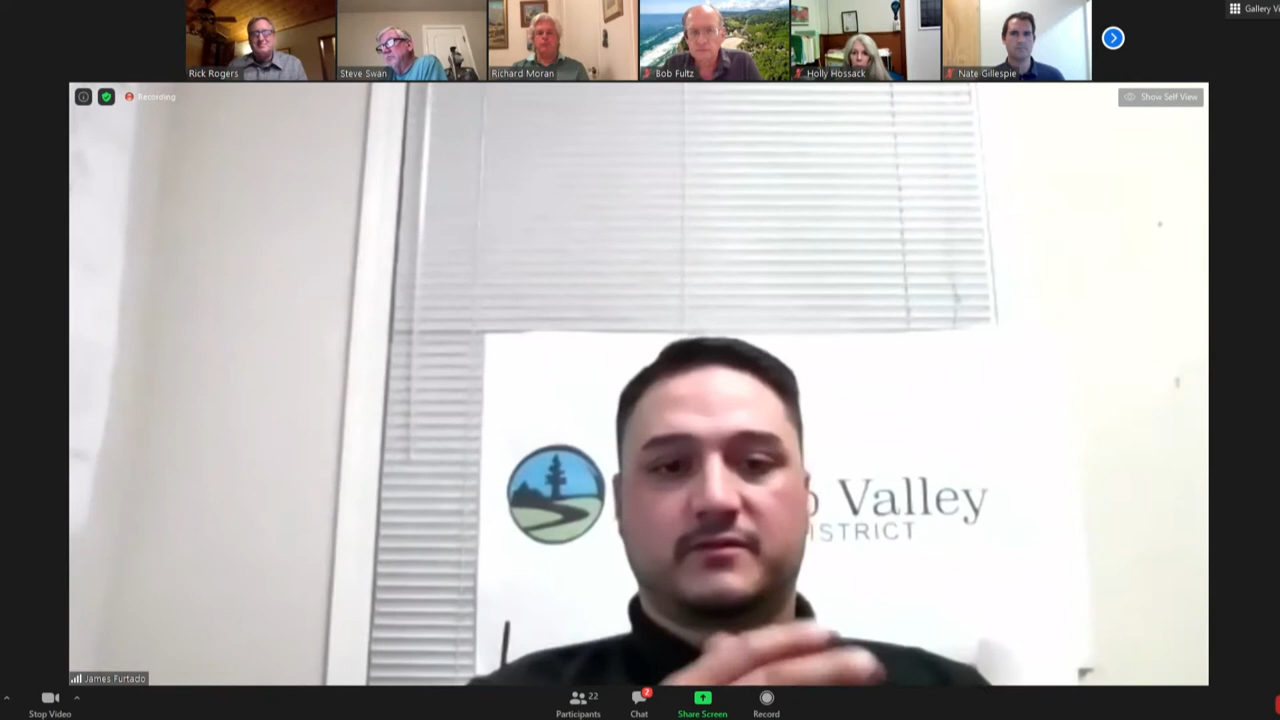 Gallery Vi
Rick Rogers
Steve Swan
Richard Moran
Bob Fultz
Holly Hossack
Nate Gillespie
Recording
Show Self View
o Valley
ISTRICT
James Furtado
Stop Video
22
Participants
2
Chat
Share Screen
Record